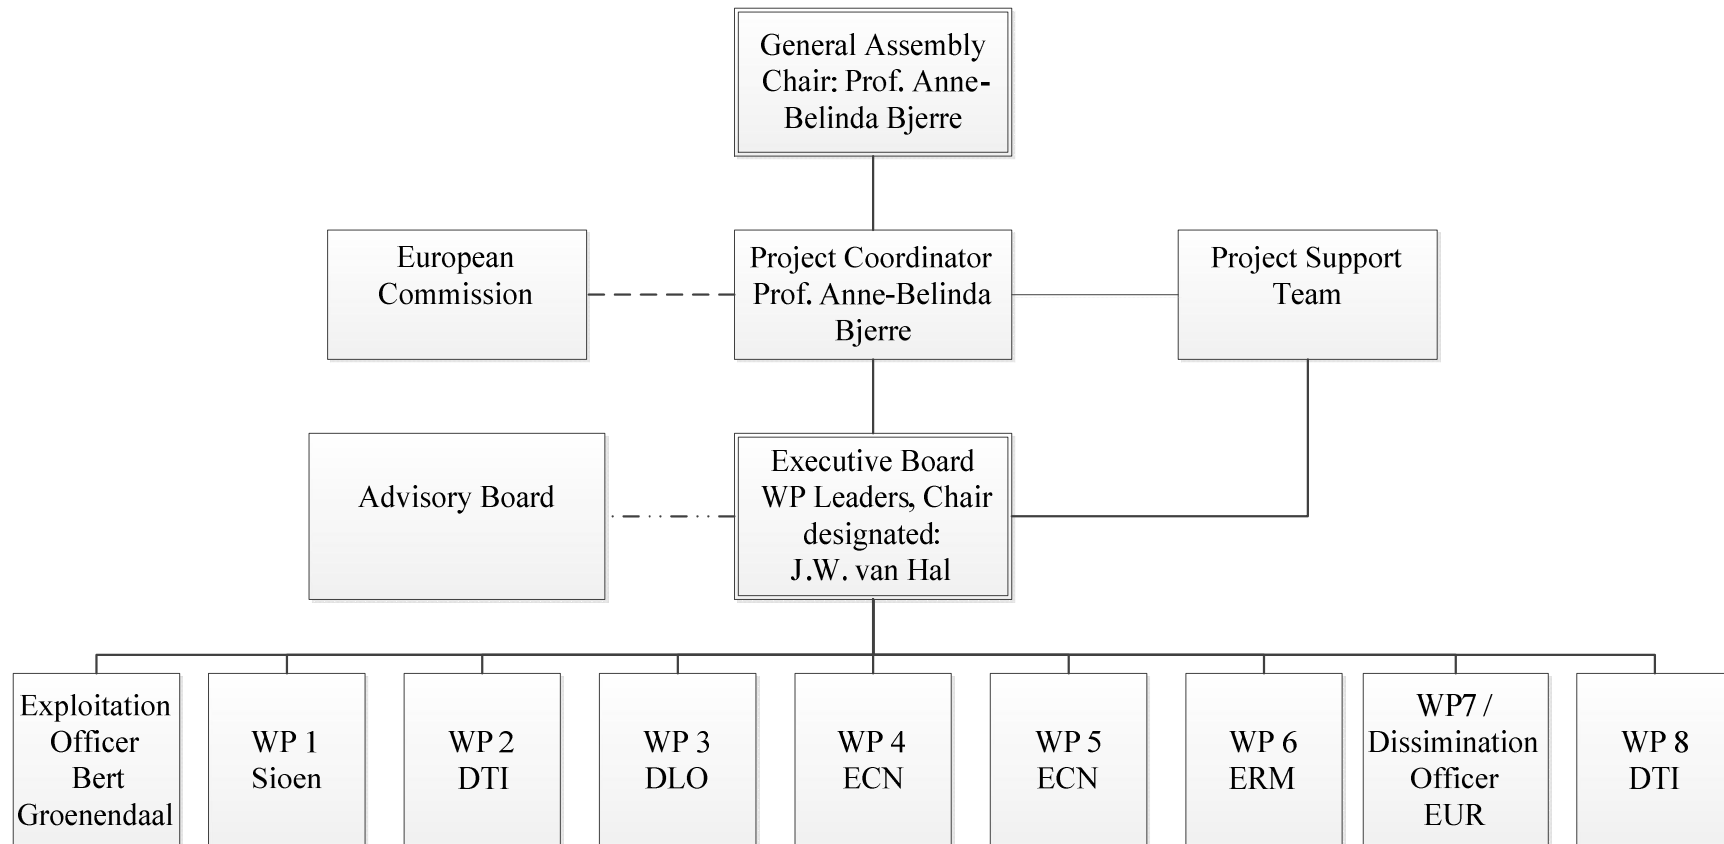 General Assembly
Chair: Prof. Anne-
Belinda Bjerre
European
Commission
Project Coordinator
Prof. Anne-Belinda
Bjerre
Project Support
Team
Advisory Board
Executive Board
WP Leaders, Chair
designated:
J.W. van Hal
Exploitation
Officer
Bert
Groenendaal
WP 1
Sioen
WP 2
DTI
WP 3
DLO
WP 4
ECN
WP 5
ECN
WP 6
ERM
WP7 /
Dissimination
Officer
EUR
WP 8
DTI